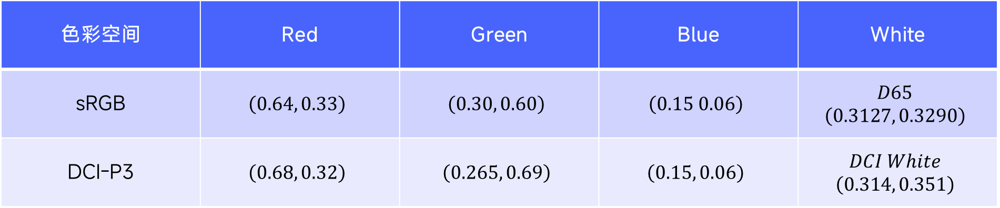 色彩空间 Red Green Blue White
sRGB (0.64, 0.33) (0.30, 0.60) (0.15 0.06) D65
(0.3127, 0.3290)
DCI-P3 (0.68, 0.32) (0.265, 0.69) (0.15, 0.06) DCI White
(0.314, 0.351)